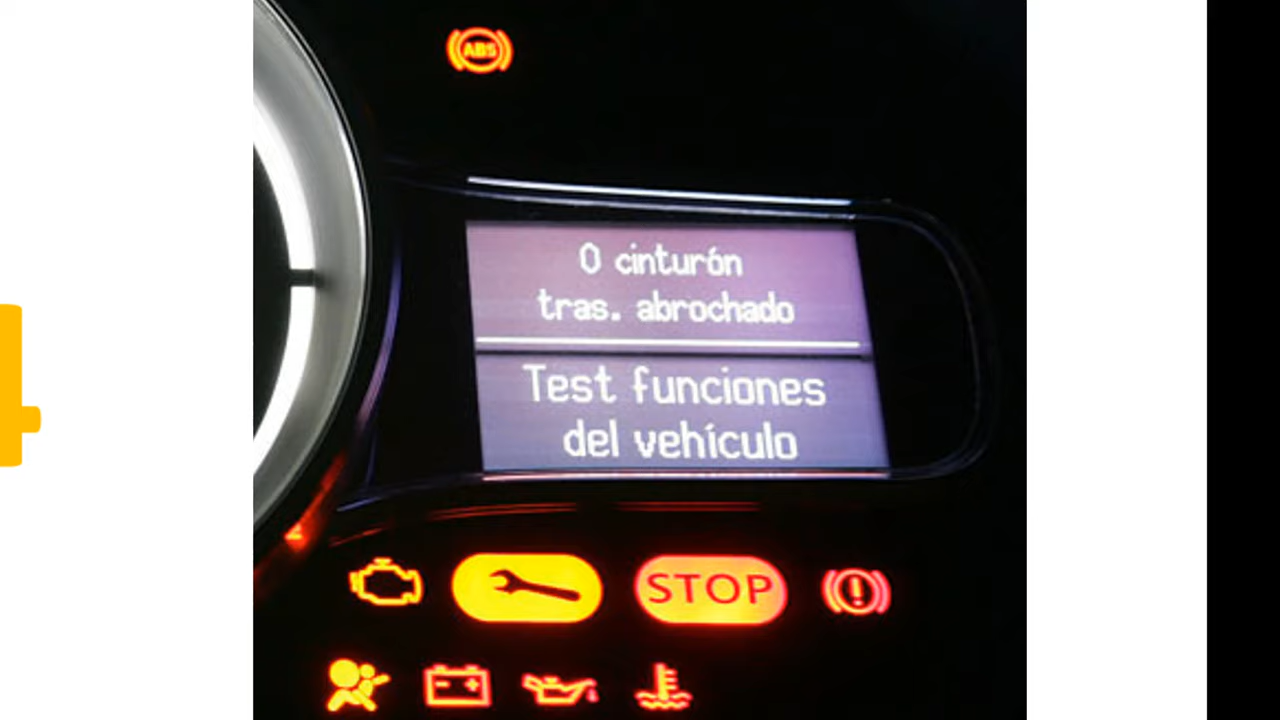 ABS
0 cinturón
tras. abrochado
Test funciones
del vehículo
STOP